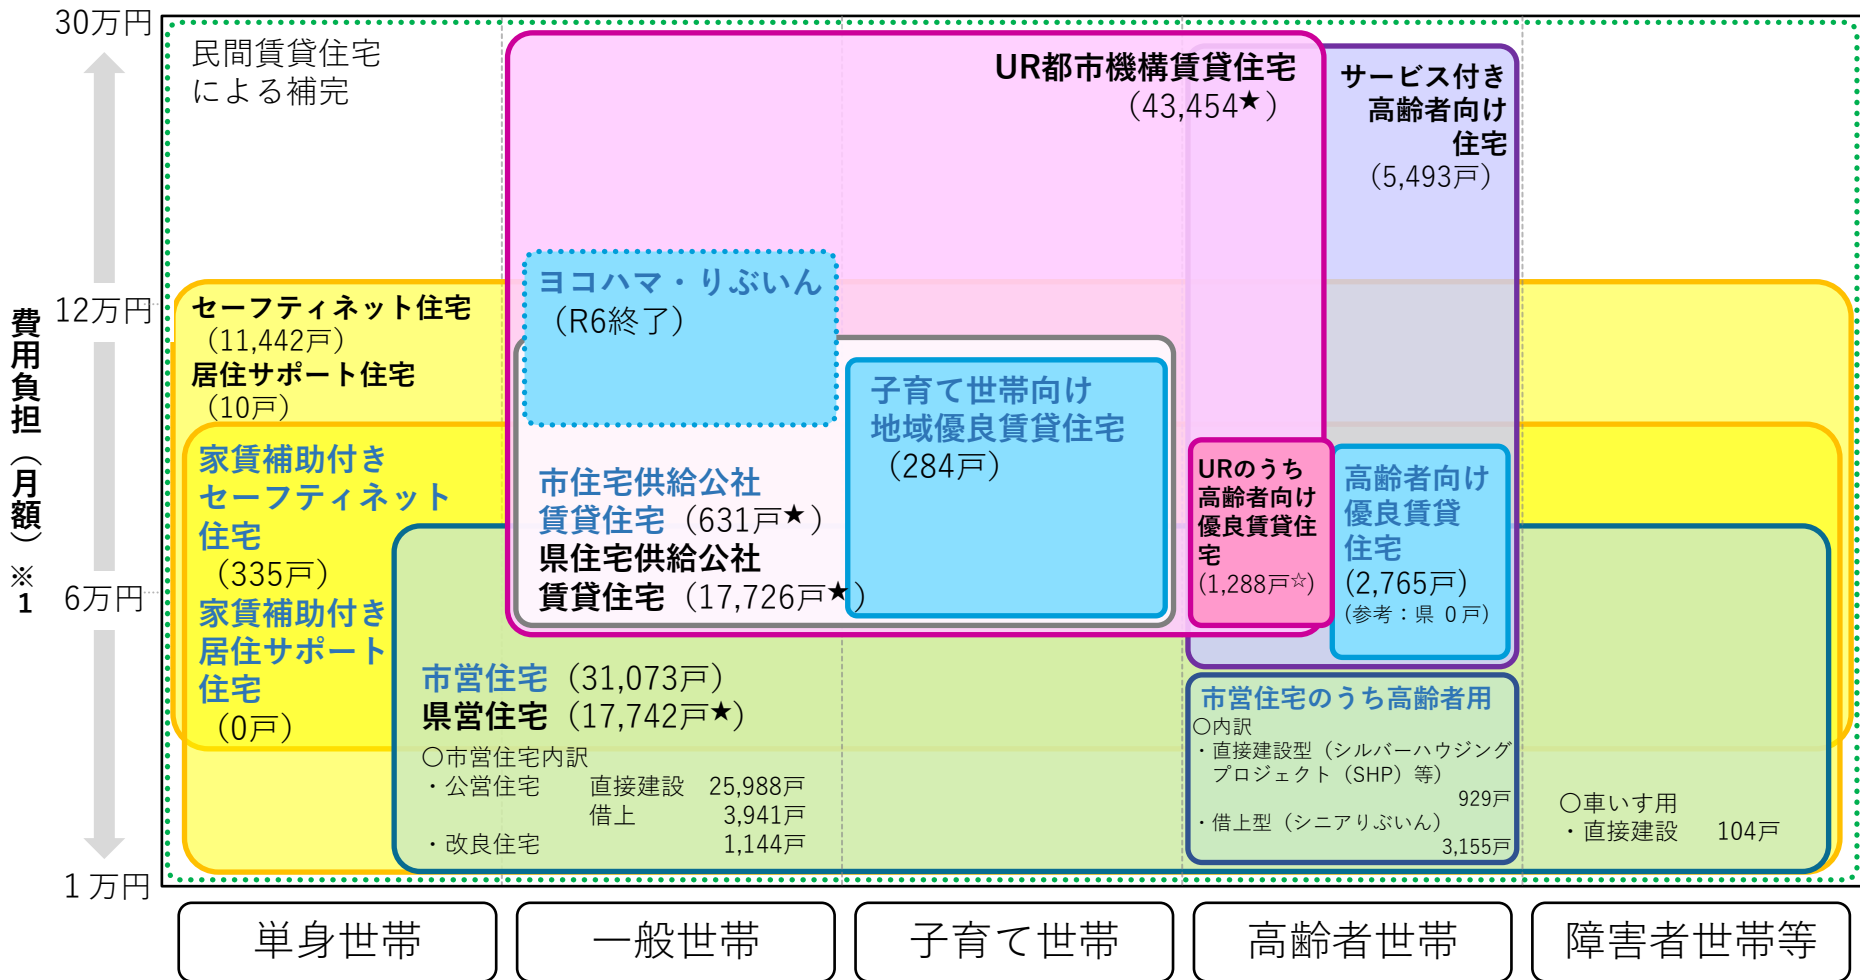 30万円
12万円
6万円
1万円
費用負担（月額）※1
民間賃貸住宅
による補完
UR都市機構賃貸住宅
（43,454★）
サービス付き
高齢者向け
住宅
（5,493戸）
セーフティネット住宅
（11,442戸）
居住サポート住宅
（10戸）
ヨコハマ・りぶいん
（R6終了）
家賃補助付き
セーフティネット
住宅
（335戸）
家賃補助付き
居住サポート
住宅
（0戸）
市住宅供給公社
賃貸住宅（631戸★）
県住宅供給公社
賃貸住宅（17,726戸★）
子育て世帯向け
地域優良賃貸住宅
（284戸）
URのうち
高齢者向け
優良賃貸住
宅
(1,288戸☆)
高齢者向け
優良賃貸
住宅
(2,765戸)
(参考：県 0戸)
市営住宅（31,073戸）
県営住宅（17,742戸★）
〇市営住宅内訳
・公営住宅 直接建設 25,988戸
借上 3,941戸
・改良住宅 1,144戸
市営住宅のうち高齢者用
〇内訳
・直接建設型（シルバーハウジング
プロジェクト（SHP）等）
929戸
・借上型（シニアりぶいん）
3,155戸
〇車いす用
・直接建設 104戸
単身世帯
一般世帯
子育て世帯
高齢者世帯
障害者世帯等